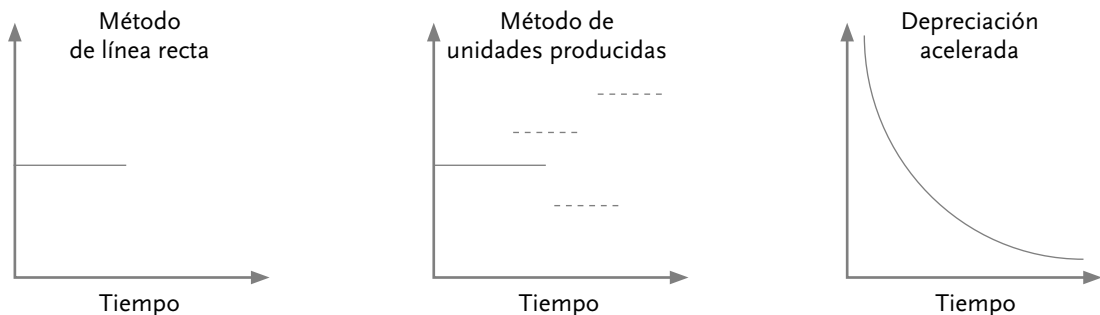 Método
de línea recta
Tiempo
Método de
unidades producidas
Tiempo
Depreciación
acelerada
Tiempo